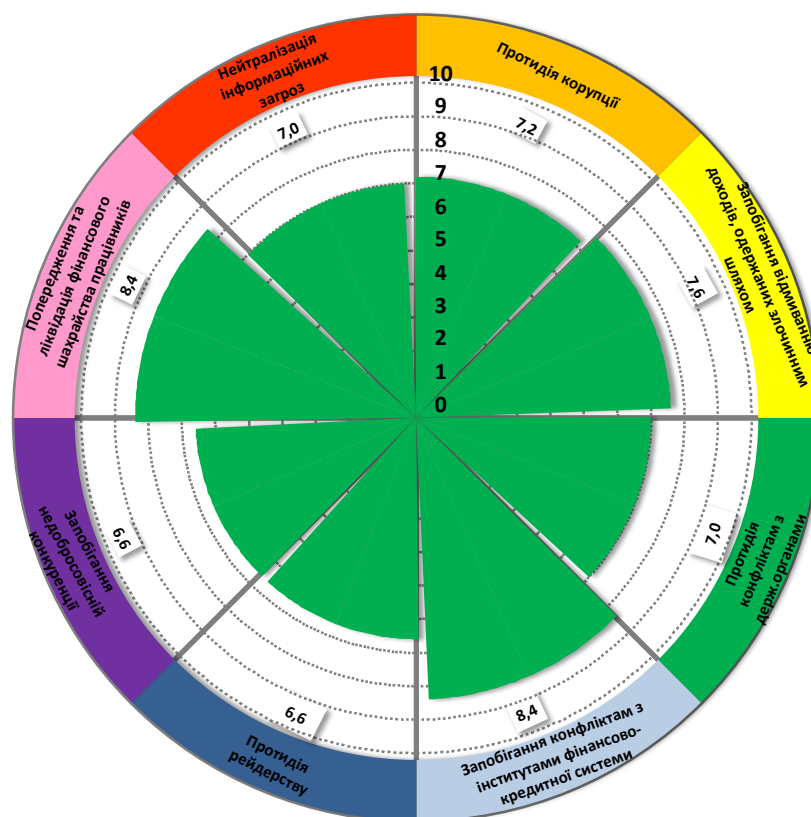 Нейтралізація
інформаційних
загроз
7,0
Протидія корупції
7,2
Запобігання відмиванню
доходів, одержаних злочинним
шляхом
7,6
Протидія
конфліктам з
держ.органами
7,0
Запобігання конфліктам з
інститутами фінансово-
кредитної системи
8,4
Протидія
рейдерству
6,6
Запобігання
недобросовісній
конкуренції
6,6
Попередження та
ліквідація фінансового
шахрайства працівників
8,4
10
9
8
7
6
5
4
3
2
1
0